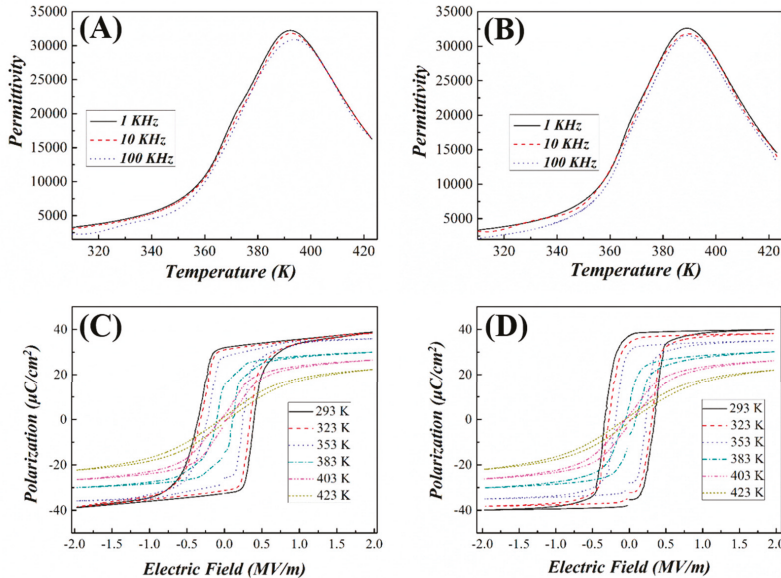 (A)
35000
30000
25000
20000
15000
10000
5000
Permittivity
1 KHz
10 KHz
100 KHz
320 340 360 380 400 420
Temperature (K)
(B)
35000
30000
25000
20000
15000
10000
5000
Permittivity
1 KHz
10 KHz
100 KHz
320 340 360 380 400 420
Temperature (K)
(C)
40
20
0
-20
-40
Polarization (μC/cm²)
293 K
323 K
353 K
383 K
403 K
423 K
-2.0 -1.5 -1.0 -0.5 0.0 0.5 1.0 1.5 2.0
Electric Field (MV/m)
(D)
40
20
0
-20
-40
Polarization (μC/cm²)
293 K
323 K
353 K
383 K
403 K
423 K
-2.0 -1.5 -1.0 -0.5 0.0 0.5 1.0 1.5 2.0
Electric Field (MV/m)